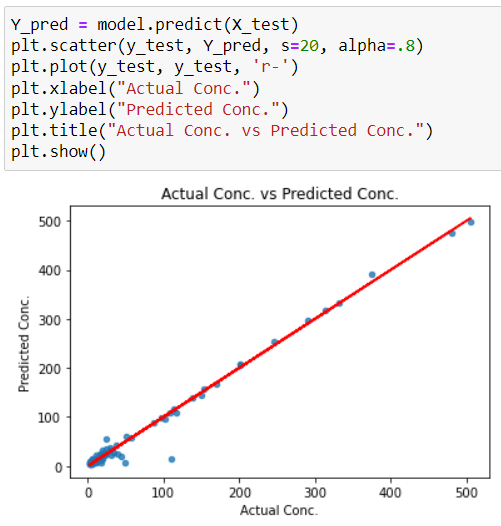 Y_pred = model.predict(X_test)
plt.scatter(y_test, Y_pred, s=20, alpha=.8)
plt.plot(y_test, y_test, 'r-')
plt.xlabel("Actual Conc.")
plt.ylabel("Predicted Conc.")
plt.title("Actual Conc. vs Predicted Conc.")
plt.show()
Actual Conc. vs Predicted Conc.
500
400
300
200
100
0
Predicted Conc.
0 100 200 300 400 500
Actual Conc.